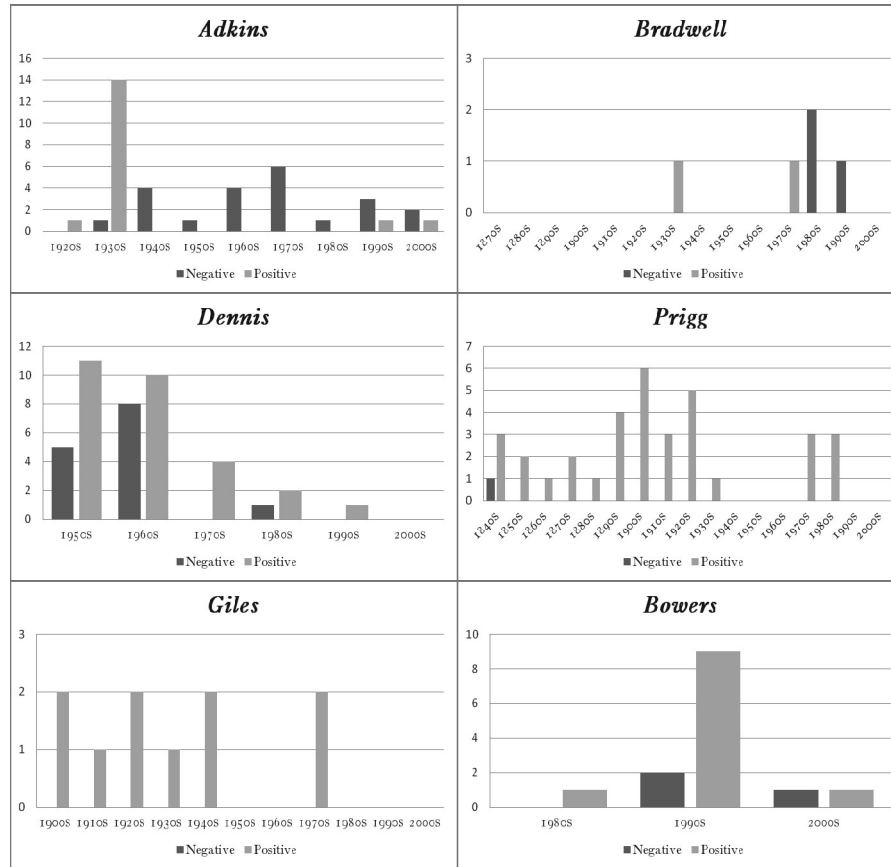 Adkins
16
14
12
10
8
6
4
2
0
1920S 1930S 1940S 1950S 1960S 1970S 1980S 1990S 2000S
Negative Positive
Bradwell
3
2
1
0
1870S 1880S 1890S 1900S 1910S 1920S 1930S 1940S 1950S 1960S 1970S 1980S 1990S 2000S
Negative Positive
Dennis
12
10
8
6
4
2
0
1950S 1960S 1970S 1980S 1990S 2000S
Negative Positive
Prigg
7
6
5
4
3
2
1
0
1840S 1850S 1860S 1870S 1880S 1890S 1900S 1910S 1920S 1930S 1940S 1950S 1960S 1970S 1980S 1990S 2000S
Negative Positive
Giles
3
2
1
0
1900S 1910S 1920S 1930S 1940S 1950S 1960S 1970S 1980S 1990S 2000S
Negative Positive
Bowers
10
8
6
4
2
0
1980S 1990S 2000S
Negative Positive